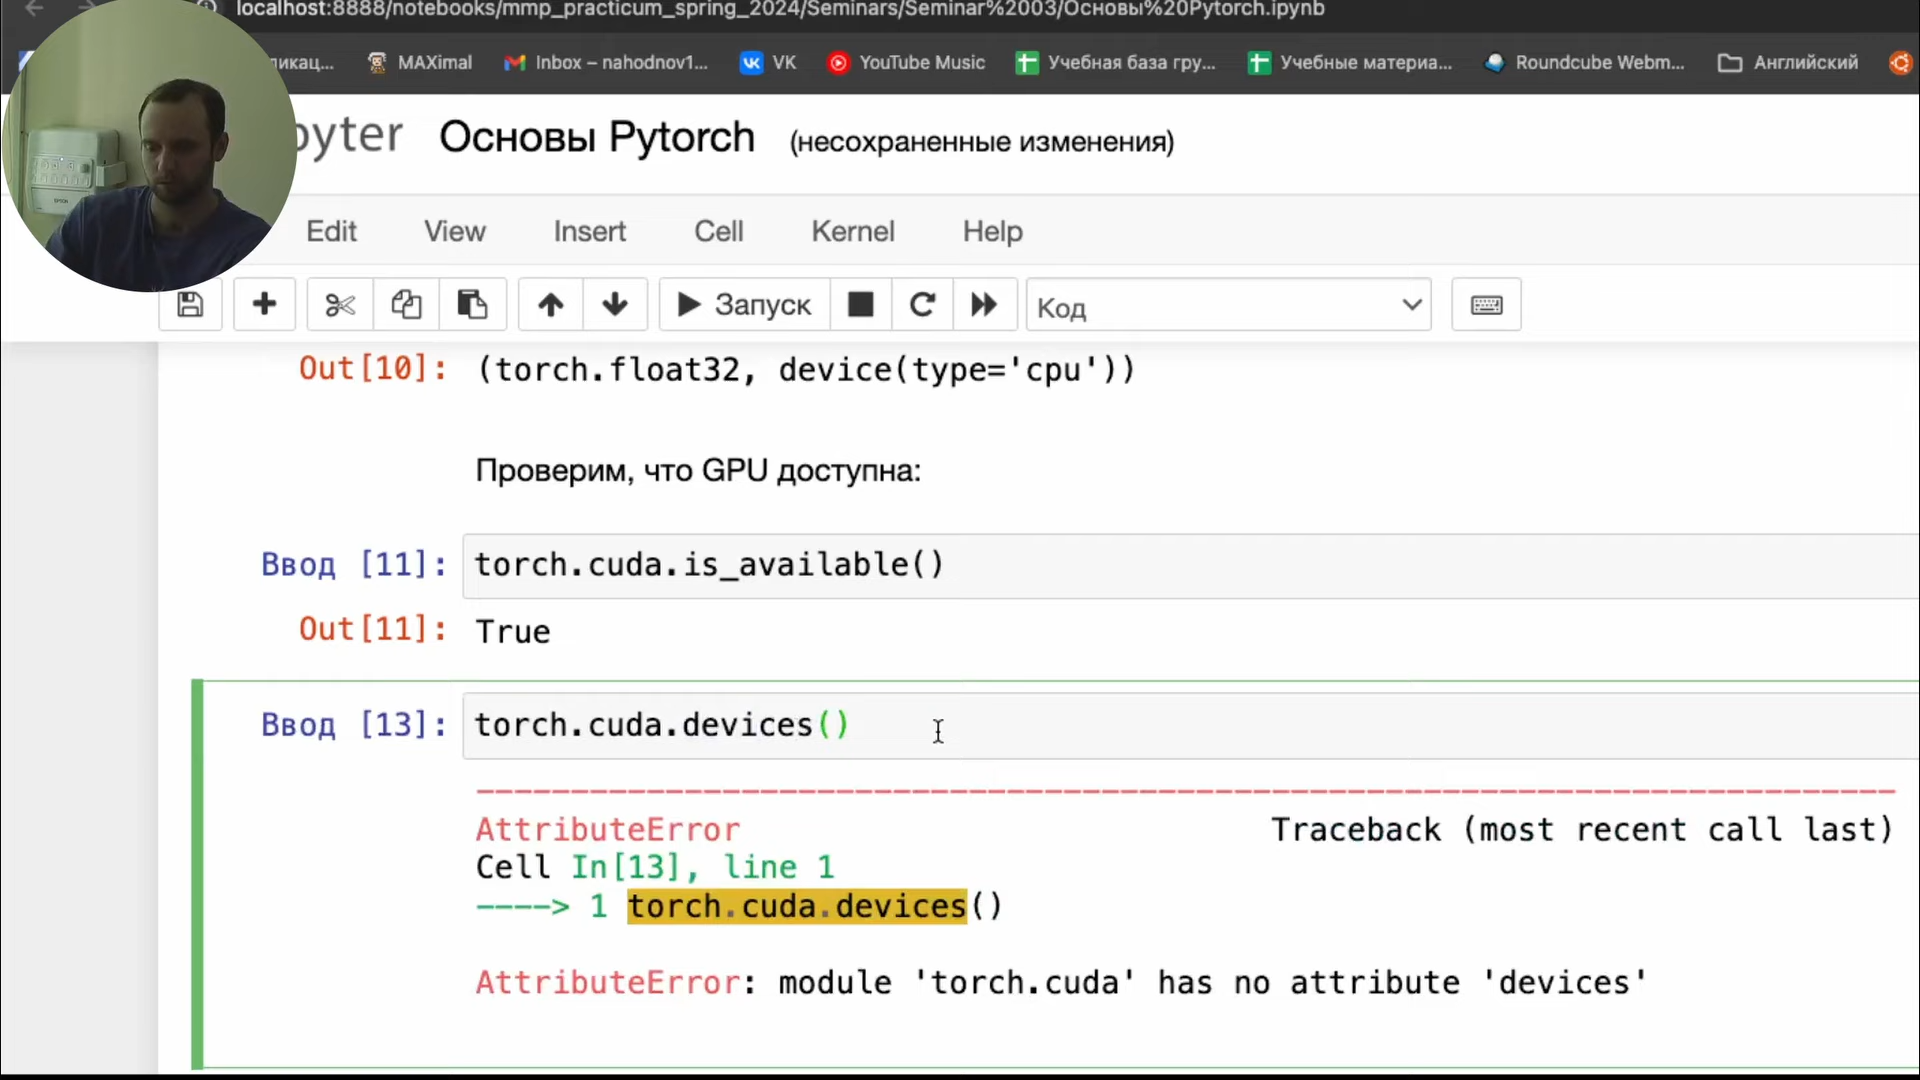 localhost:8888/notebooks/mmp_practicum_spring_2024/Seminars/Seminar%2003/Основы%20Pytorch.ipynb
MAXimal Inbox – nahodnov1... VK YouTube Music Учебная база гру... Учебные материа... Roundcube Webm... Английский
Основы Pytorch (несохраненные изменения)
Edit View Insert Cell Kernel Help
Запуск Код
Out[10]: (torch.float32, device(type='cpu'))
Проверим, что GPU доступна:
Ввод [11]: torch.cuda.is_available()
Out[11]: True
Ввод [13]: torch.cuda.devices()
---------------------------------------------------------------------------
AttributeError Traceback (most recent call last)
Cell In[13], line 1
----> 1 torch.cuda.devices()
AttributeError: module 'torch.cuda' has no attribute 'devices'